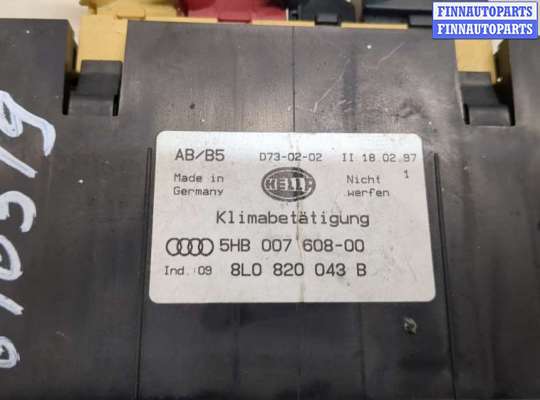 FINNAUTOPARTS
FINNAUTOPARTS
FINNAUTOPARTS
AB/B5 D73-02-02 II 18.02.97
Made in Germany HELLA Nicht werfen 1
Klimabetätigung
5HB 007 608-00
Ind.:09 8L0 820 043 B